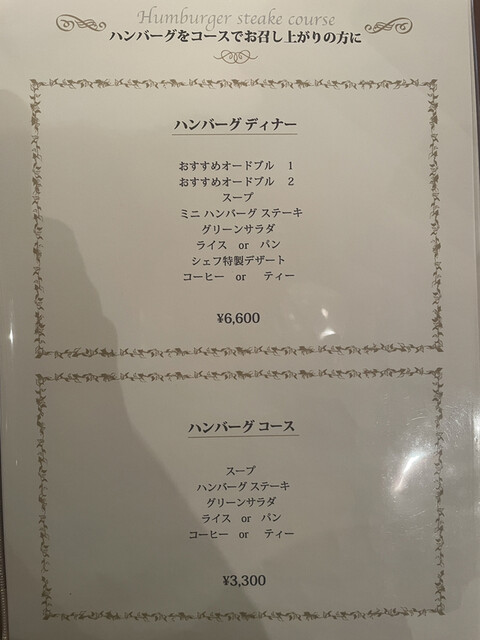 Humburger steake course
ハンバーグをコースでお召し上がりの方に
ハンバーグ ディナー
おすすめオードブル 1
おすすめオードブル 2
スープ
ミニ ハンバーグ ステーキ
グリーンサラダ
ライス or パン
シェフ特製デザート
コーヒー or ティー
¥6,600
ハンバーグ コース
スープ
ハンバーグ ステーキ
グリーンサラダ
ライス or パン
コーヒー or ティー
¥3,300